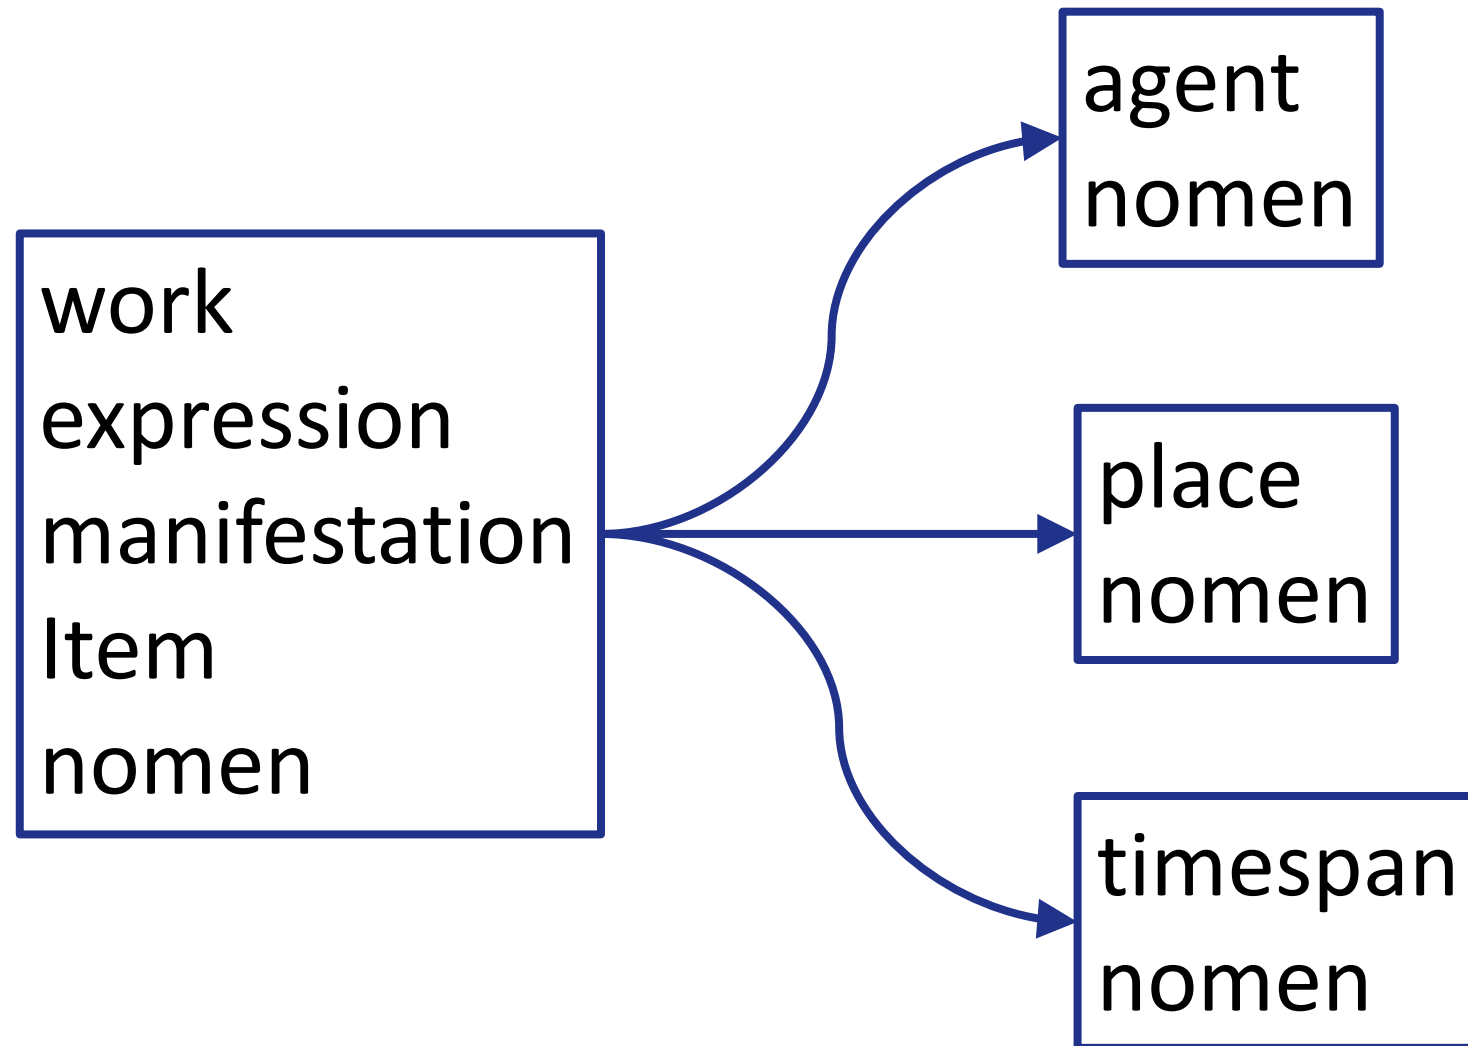 work
expression
manifestation
Item
nomen
agent
nomen
place
nomen
timespan
nomen